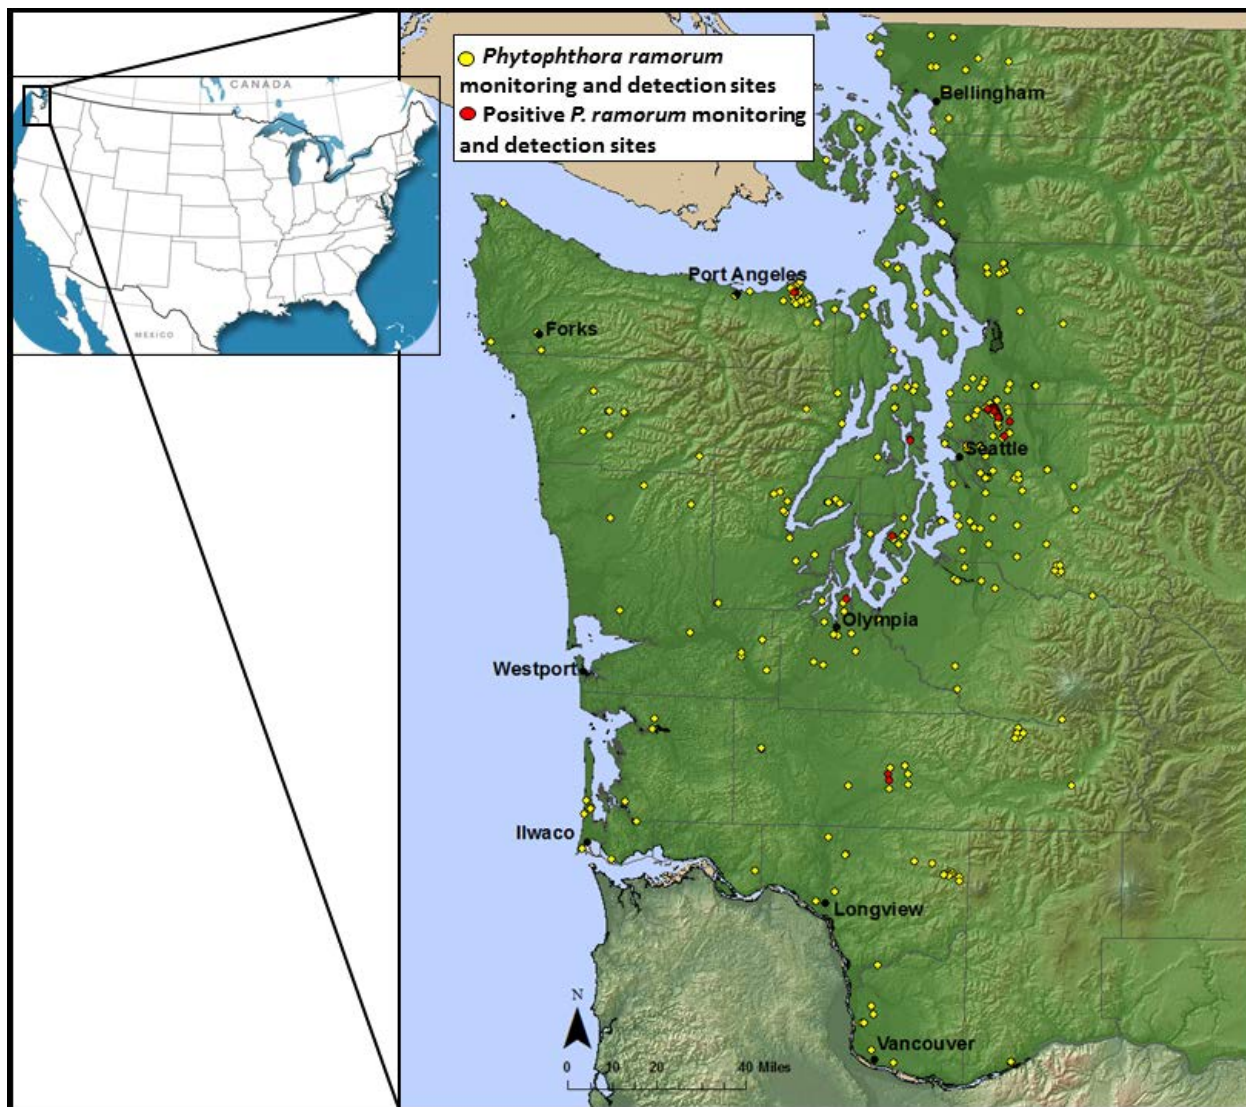 Phytophthora ramorum
monitoring and detection sites
Positive P. ramorum monitoring
and detection sites
CANADA
MEXICO
Bellingham
Port Angeles
Forks
Seattle
Olympia
Westport
Ilwaco
Longview
Vancouver
N
0 10 20 40 Miles